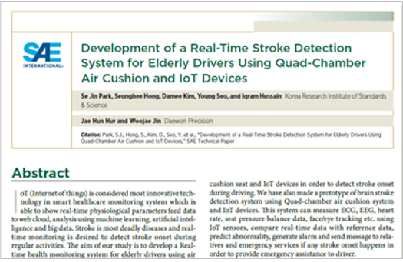 SAE
INTERNATIONAL
Development of a Real-Time Stroke Detection
System for Elderly Drivers Using Quad-Chamber
Air Cushion and IoT Devices
Se Jin Park, Seunghee Hong, Damee Kim, Young Seo, and Iqram Hussain Korea Research Institute of Standards
& Science
Jae Hun Hur and Woojae Jin Daewon Precision
Citation: Park, S.J., Hong, S., Kim, D., Seo, Y. et al., "Development of a Real-Time Stroke Detection System for Elderly Drivers Using
Quad-Chamber Air Cushion and IoT Devices," SAE Technical Paper
Abstract
IoT (Internet of things) is considered most innovative tech-
nology in smart healthcare monitoring system which is
able to show real-time physiological parameters feed data
to web cloud, analysis using machine learning, artificial intel-
ligence and big data. Stroke is most deadly diseases and real-
time monitoring is desired to detect stroke onset during
regular activities. The aim of our study is to develop a Real-
time health monitoring system for elderly drivers using air
cushion seat and IoT devices in order to detect stroke onset
during driving. We have also made a prototype of brain stroke
detection system using Quad-chamber air cushion system
and IoT devices. This system can measure ECG, EEG, heart
rate, and seat pressure balance data, face/eye tracking etc. using
IoT sensors, compare real-time data with reference data,
predict abnormality, generate alarm and send message to rela-
tives and emergency services if any stroke onset happens in
order to provide emergency assistance to driver.